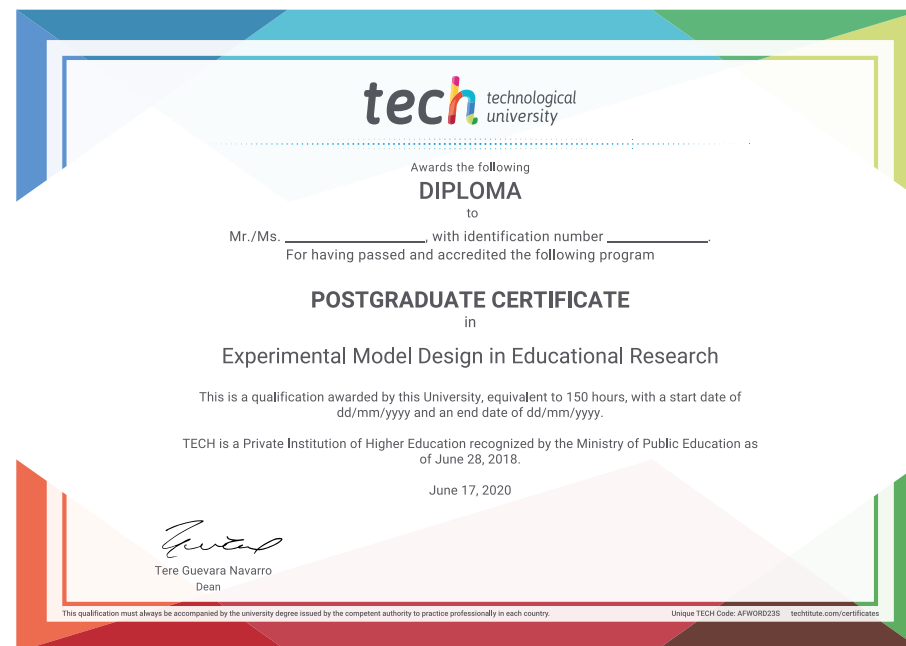 tech technological
university
Awards the following
DIPLOMA
to
Mr./Ms. ____________________, with identification number ______________.
For having passed and accredited the following program
POSTGRADUATE CERTIFICATE
in
Experimental Model Design in Educational Research
This is a qualification awarded by this University, equivalent to 150 hours, with a start date of
dd/mm/yyyy and an end date of dd/mm/yyyy.
TECH is a Private Institution of Higher Education recognized by the Ministry of Public Education as
of June 28, 2018.
June 17, 2020
Tere Guevara Navarro
Dean
This qualification must always be accompanied by the university degree issued by the competent authority to practice professionally in each country. Unique TECH Code: AFWORD23S techtitute.com/certificates